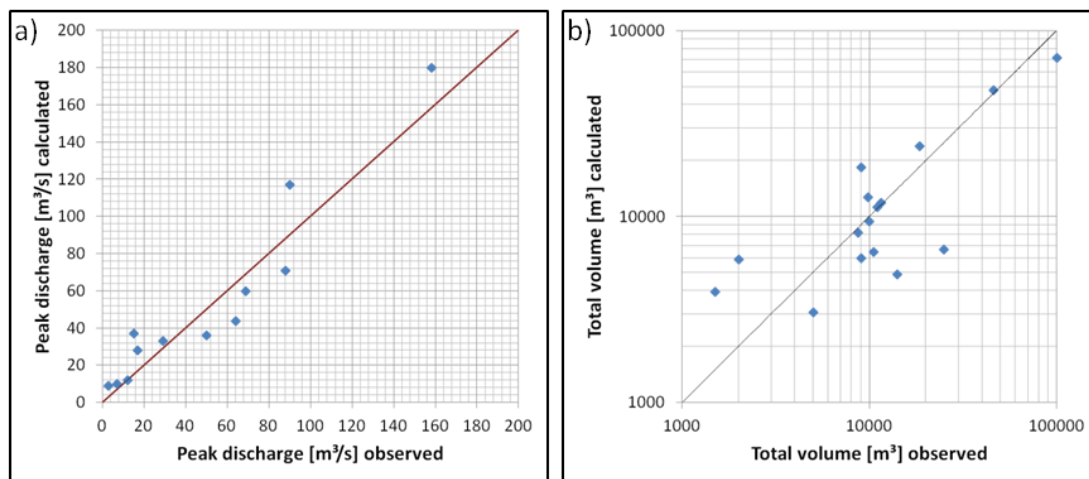 a)
Peak discharge [m³/s] calculated
200
180
160
140
120
100
80
60
40
20
0
0 20 40 60 80 100 120 140 160 180 200
Peak discharge [m³/s] observed
b)
Total volume [m³] calculated
100000
10000
1000
1000 10000 100000
Total volume [m³] observed